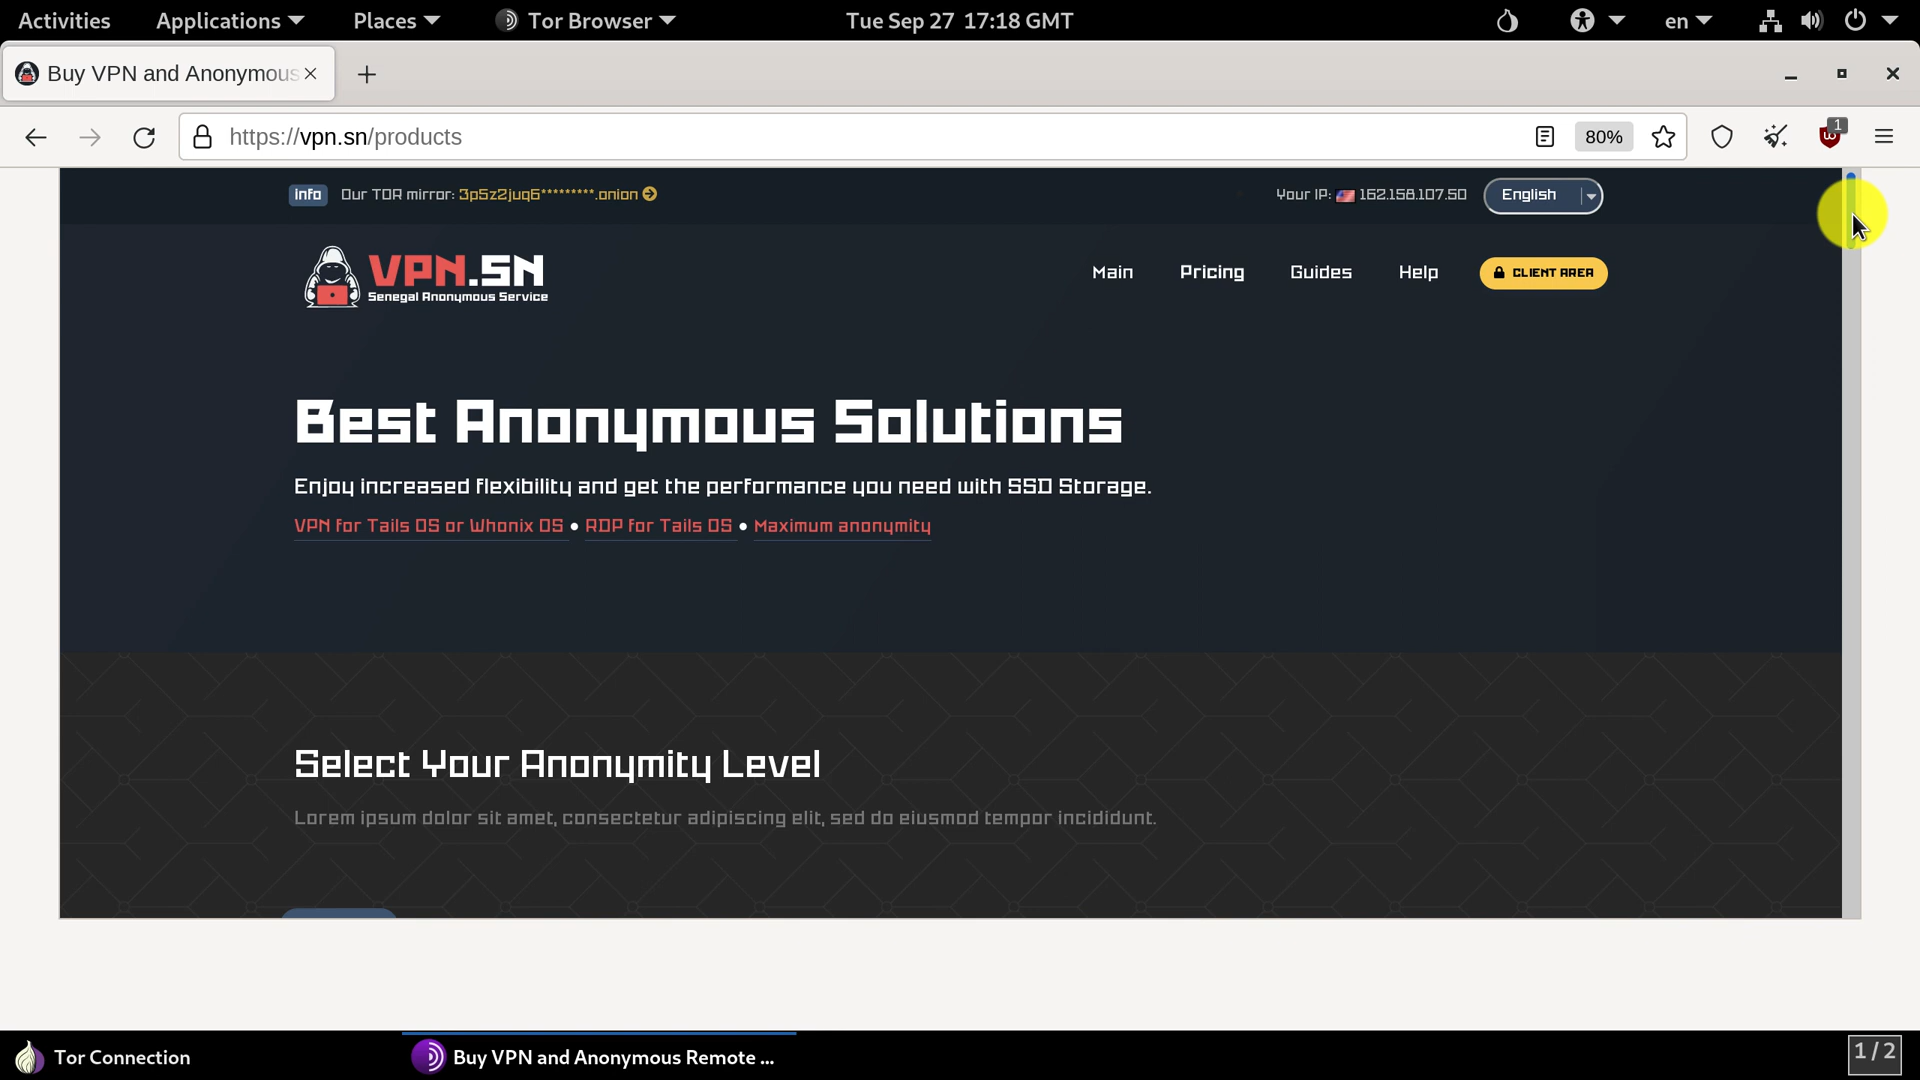 Activities Applications Places Tor Browser Tue Sep 27 17:18 GMT en
Buy VPN and Anonymous
https://vpn.sn/products 80% 1
info Our TOR mirror: 3p5z2juq6*********.onion Your IP: 162.158.107.50 English
VPN.SN
Senegal Anonymous Service
Main Pricing Guides Help CLIENT AREA
Best Anonymous Solutions
Enjoy increased flexibility and get the performance you need with SSD Storage.
VPN for Tails OS or Whonix OS • RDP for Tails OS • Maximum anonymity
Select Your Anonymity Level
Lorem ipsum dolor sit amet, consectetur adipiscing elit, sed do eiusmod tempor incididunt.
Tor Connection Buy VPN and Anonymous Remote ... 1 / 2